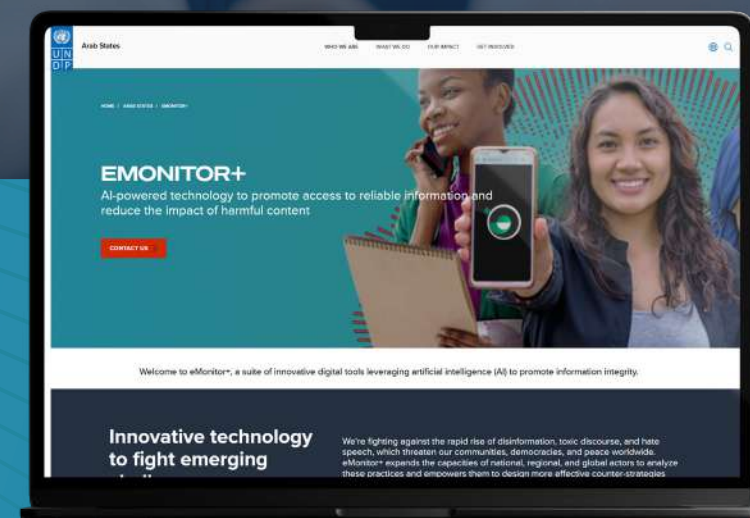 UN
DP
Arab States
WHO WE ARE
WHAT WE DO
OUR IMPACT
GET INVOLVED
HOME / ARAB STATES / EMONITOR+
EMONITOR+
AI-powered technology to promote access to reliable information and
reduce the impact of harmful content
CONTACT US
Welcome to eMonitor+, a suite of innovative digital tools leveraging artificial intelligence (AI) to promote information integrity.
Innovative technology
to fight emerging
We're fighting against the rapid rise of disinformation, toxic discourse, and hate
speech, which threaten our communities, democracies, and peace worldwide.
eMonitor+ expands the capacities of national, regional, and global actors to analyze
these practices and empowers them to design more effective counter-strategies